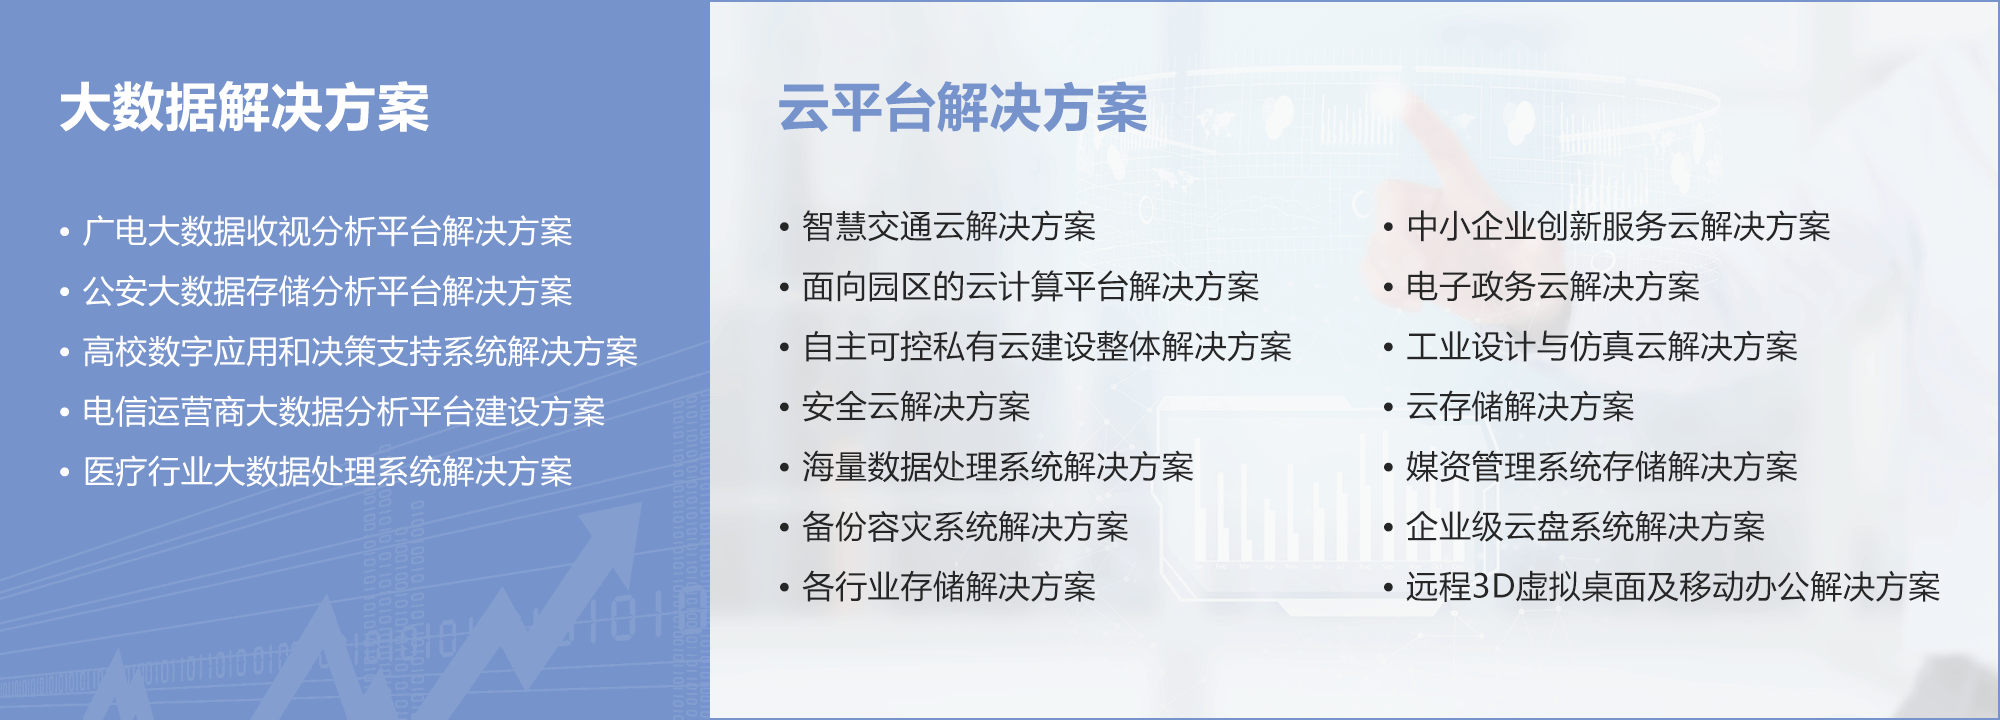 大数据解决方案
• 广电大数据收视分析平台解决方案
• 公安大数据存储分析平台解决方案
• 高校数字应用和决策支持系统解决方案
• 电信运营商大数据分析平台建设方案
• 医疗行业大数据处理系统解决方案
云平台解决方案
• 智慧交通云解决方案
• 面向园区的云计算平台解决方案
• 自主可控私有云建设整体解决方案
• 安全云解决方案
• 海量数据处理系统解决方案
• 备份容灾系统解决方案
• 各行业存储解决方案
• 中小企业创新服务云解决方案
• 电子政务云解决方案
• 工业设计与仿真云解决方案
• 云存储解决方案
• 媒资管理系统存储解决方案
• 企业级云盘系统解决方案
• 远程3D虚拟桌面及移动办公解决方案